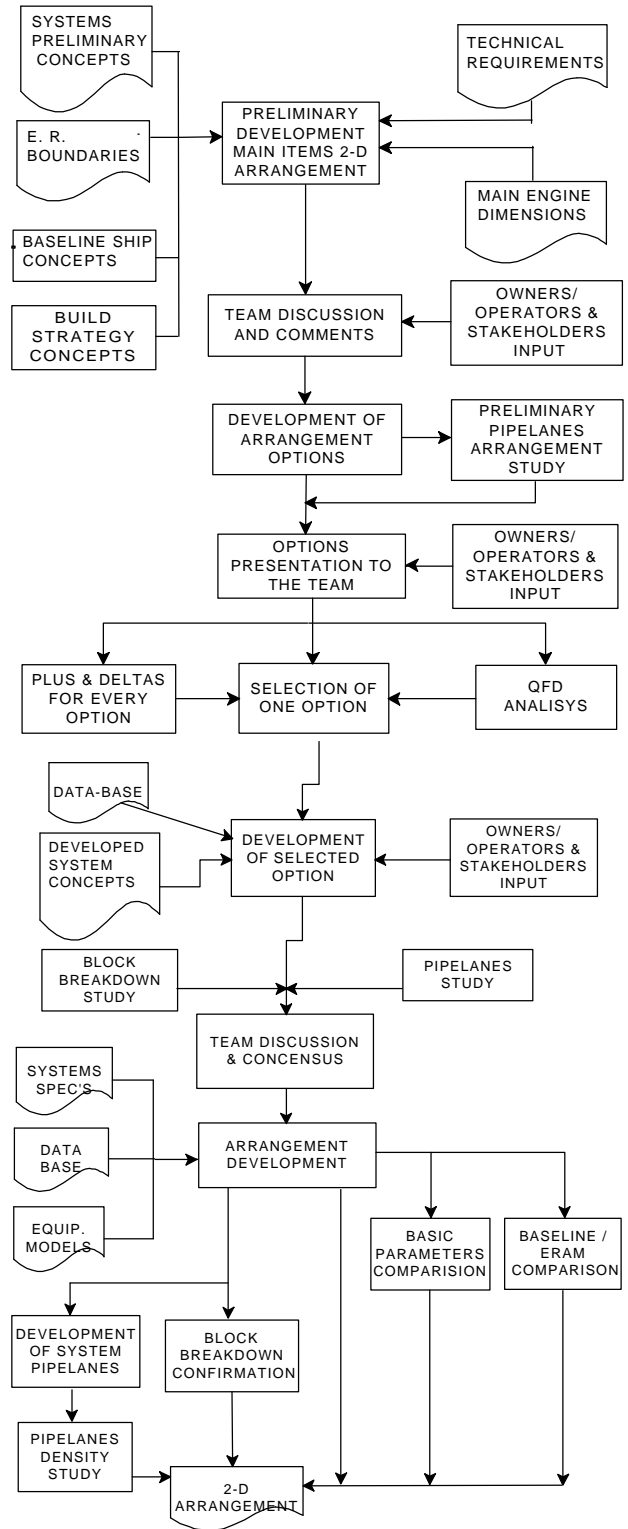 SYSTEMS
PRELIMINARY
CONCEPTS
TECHNICAL
REQUIREMENTS
E. R.
BOUNDARIES
PRELIMINARY
DEVELOPMENT
MAIN ITEMS 2-D
ARRANGEMENT
MAIN ENGINE
DIMENSIONS
BASELINE SHIP
CONCEPTS
BUILD
STRATEGY
CONCEPTS
TEAM DISCUSSION
AND COMMENTS
OWNERS/
OPERATORS &
STAKEHOLDERS
INPUT
DEVELOPMENT OF
ARRANGEMENT
OPTIONS
PRELIMINARY
PIPELANES
ARRANGEMENT
STUDY
OPTIONS
PRESENTATION TO
THE TEAM
OWNERS/
OPERATORS &
STAKEHOLDERS
INPUT
PLUS & DELTAS
FOR EVERY
OPTION
SELECTION OF
ONE OPTION
QFD
ANALISYS
DATA-BASE
DEVELOPED
SYSTEM
CONCEPTS
DEVELOPMENT
OF SELECTED
OPTION
OWNERS/
OPERATORS &
STAKEHOLDERS
INPUT
BLOCK
BREAKDOWN
STUDY
PIPELANES
STUDY
TEAM DISCUSSION
& CONCENSUS
SYSTEMS
SPEC'S
DATA
BASE
EQUIP.
MODELS
ARRANGEMENT
DEVELOPMENT
BASIC
PARAMETERS
COMPARISION
BASELINE /
ERAM
COMPARISON
DEVELOPMENT
OF SYSTEM
PIPELANES
BLOCK
BREAKDOWN
CONFIRMATION
PIPELANES
DENSITY
STUDY
2-D
ARRANGEMENT